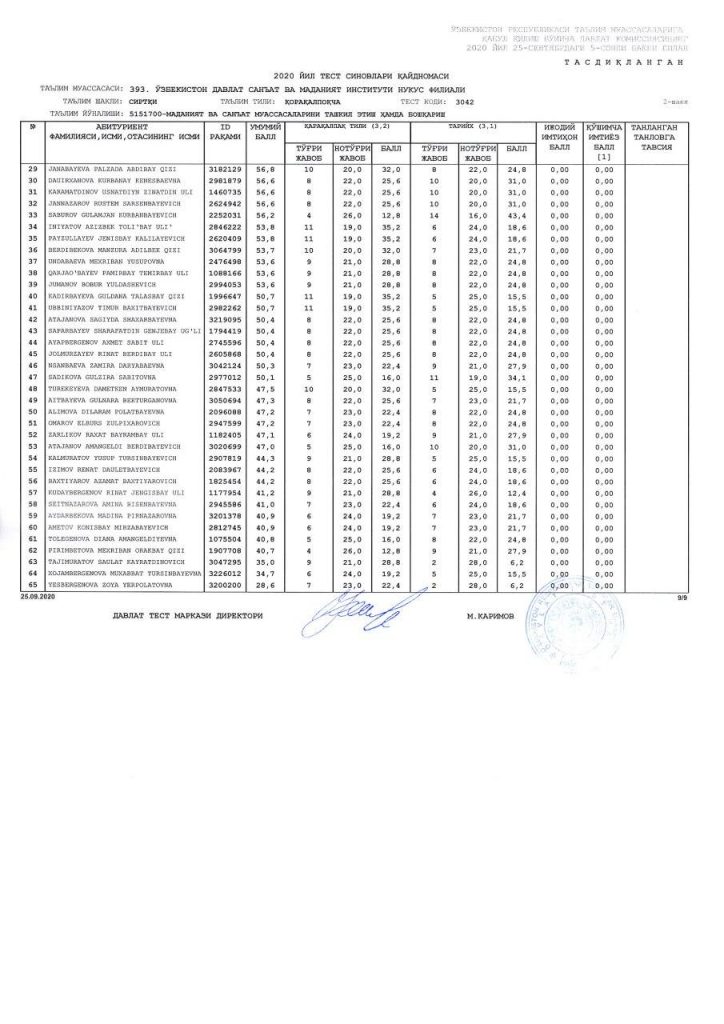 ЎЗБЕКИСТОН РЕСПУБЛИКАСИ ТАЪЛИМ МУАССАСАЛАРИГА
ҚАБУЛ ҚИЛИШ БЎЙИЧА ДАВЛАТ КОМИССИЯСИНИНГ
2020 ЙИЛ 25-СЕНТЯБРДАГИ 5-СОНЛИ БАЁНИ БИЛАН
Т А С Д И Қ Л А Н Г А Н
2020 ЙИЛ ТЕСТ СИНОВЛАРИ ҚАЙДНОМАСИ
ТАЪЛИМ МУАССАСАСИ: 393. ЎЗБЕКИСТОН ДАВЛАТ САНЪАТ ВА МАДАНИЯТ ИНСТИТУТИ НУКУС ФИЛИАЛИ
ТАЪЛИМ ШАКЛИ: СИРТҚИ ТАЪЛИМ ТИЛИ: ҚОРАҚАЛПОҚЧА ТЕСТ КОДИ: 3042 2-шакл
ТАЪЛИМ ЙЎНАЛИШИ: 5151700-МАДАНИЯТ ВА САНЪАТ МУАССАСАЛАРИНИ ТАШКИЛ ЭТИШ ҲАМДА БОШҚАРИШ
№ АБИТУРИЕНТ ФАМИЛИЯСИ,ИСМИ,ОТАСИНИНГ ИСМИ ID РАҚАМИ УМУМИЙ БАЛЛ ҚАРАҚАЛПАҚ ТИЛИ (3,2) ТАРИЙХ (3,1) ИЖОДИЙ ИМТИҲОН БАЛЛ ҚЎШИМЧА ИМТИЁЗ БАЛЛ [1] ТАНЛАНГАН ТАНЛОВГА ТАВСИЯ
ТЎҒРИ ЖАВОБ НОТЎҒРИ ЖАВОБ БАЛЛ ТЎҒРИ ЖАВОБ НОТЎҒРИ ЖАВОБ БАЛЛ
29 JANABAYEVA PALZADA ABDIBAY QIZI 3182129 56,8 10 20,0 32,0 8 22,0 24,8 0,00 0,00
30 DAUIRXANOVA KURBANAY KENESBAEVNA 2981879 56,6 8 22,0 25,6 10 20,0 31,0 0,00 0,00
31 KARAMATDINOV USNATDIYN ZIBATDIN ULI 1460735 56,6 8 22,0 25,6 10 20,0 31,0 0,00 0,00
32 JANNAZAROV RUSTEM SARSENBAYEVICH 2624942 56,6 8 22,0 25,6 10 20,0 31,0 0,00 0,00
33 SABUROV GULAMJAN KURBANBAYEVICH 2252031 56,2 4 26,0 12,8 14 16,0 43,4 0,00 0,00
34 INIYATOV AZIZBEK TOLI'BAY ULI' 2846222 53,8 11 19,0 35,2 6 24,0 18,6 0,00 0,00
35 PAYZULLAYEV JENISBAY KALILAYEVICH 2620409 53,8 11 19,0 35,2 6 24,0 18,6 0,00 0,00
36 BERDIBEKOVA MANZURA ADILBEK QIZI 3064799 53,7 10 20,0 32,0 7 23,0 21,7 0,00 0,00
37 UNDABAEVA MEXRIBAN YUSUPOVNA 2476498 53,6 9 21,0 28,8 8 22,0 24,8 0,00 0,00
38 QARJAO'BAYEV PAMIRBAY TEMIRBAY ULI 1088166 53,6 9 21,0 28,8 8 22,0 24,8 0,00 0,00
39 JUMANOV BOBUR YULDASHEVICH 2994053 53,6 9 21,0 28,8 8 22,0 24,8 0,00 0,00
40 KADIRBAYEVA GULDANA TALASBAY QIZI 1996647 50,7 11 19,0 35,2 5 25,0 15,5 0,00 0,00
41 UBBINIYAZOV TIMUR BAXITBAYEVICH 2982262 50,7 11 19,0 35,2 5 25,0 15,5 0,00 0,00
42 ATAJANOVA SAGIYDA SHAXARBAYEVNA 3219095 50,4 8 22,0 25,6 8 22,0 24,8 0,00 0,00
43 SAPARBAYEV SHARAFATDIN GENJEBAY UG'LI 1794419 50,4 8 22,0 25,6 8 22,0 24,8 0,00 0,00
44 AYAPBERGENOV AXMET SABIT ULI 2745596 50,4 8 22,0 25,6 8 22,0 24,8 0,00 0,00
45 JOLMURZAYEV RINAT BERDIBAY ULI 2605868 50,4 8 22,0 25,6 8 22,0 24,8 0,00 0,00
46 NGANBAEVA ZAMIRA DARYABAEVNA 3042124 50,3 7 23,0 22,4 9 21,0 27,9 0,00 0,00
47 SADIKOVA GULZIRA SABITOVNA 2977012 50,1 5 25,0 16,0 11 19,0 34,1 0,00 0,00
48 TUREKEYEVA DAMETKEN AYMURATOVNA 2847533 47,5 10 20,0 32,0 5 25,0 15,5 0,00 0,00
49 AITBAYEVA GULNARA BEKTURGANOVNA 3050694 47,3 8 22,0 25,6 7 23,0 21,7 0,00 0,00
50 ALIMOVA DILARAM POLATBAYEVNA 2096088 47,2 7 23,0 22,4 8 22,0 24,8 0,00 0,00
51 OMAROV ELBURS ZULPIXAROVICH 2947599 47,2 7 23,0 22,4 8 22,0 24,8 0,00 0,00
52 ZARLIKOV RAXAT BAYRAMBAY ULI 1182405 47,1 6 24,0 19,2 9 21,0 27,9 0,00 0,00
53 ATAJANOV AMANGELDI BERDIBAYEVICH 3020699 47,0 5 25,0 16,0 10 20,0 31,0 0,00 0,00
54 KALMURATOV YUSUP TURSINBAYEVICH 2907819 44,3 9 21,0 28,8 5 25,0 15,5 0,00 0,00
55 IZIMOV RENAT DAULETBAYEVICH 2083967 44,2 8 22,0 25,6 6 24,0 18,6 0,00 0,00
56 BAXTIYAROV AZAMAT BAXTIYAROVICH 1825454 44,2 8 22,0 25,6 6 24,0 18,6 0,00 0,00
57 KUDAYBERGENOV RINAT JENGISBAY ULI 1177954 41,2 9 21,0 28,8 4 26,0 12,4 0,00 0,00
58 SEITNAZAROVA AMINA BISENBAYEVNA 2945586 41,0 7 23,0 22,4 6 24,0 18,6 0,00 0,00
59 AYDARBEKOVA MADINA PIRNAZAROVNA 3201378 40,9 6 24,0 19,2 7 23,0 21,7 0,00 0,00
60 AMETOV KONISBAY MIRZABAYEVICH 2812745 40,9 6 24,0 19,2 7 23,0 21,7 0,00 0,00
61 TOLEGENOVA DIANA AMANGELDIYEVNA 1075504 40,8 5 25,0 16,0 8 22,0 24,8 0,00 0,00
62 PIRIMBETOVA MEXRIBAN ORAKBAY QIZI 1907708 40,7 4 26,0 12,8 9 21,0 27,9 0,00 0,00
63 TAJIMURATOV SAULAT KAYRATDINOVICH 3047295 35,0 9 21,0 28,8 2 28,0 6,2 0,00 0,00
64 KOJAMBERGENOVA MUXABBAT TURSINBAYEVNA 3226012 34,7 6 24,0 19,2 5 25,0 15,5 0,00 0,00
65 YESBERGENOVA ZOYA YERPOLATOVNA 3200200 28,6 7 23,0 22,4 2 28,0 6,2 0,00 0,00
25.09.2020 9/9
ДАВЛАТ ТЕСТ МАРКАЗИ ДИРЕКТОРИ М.КАРИМОВ